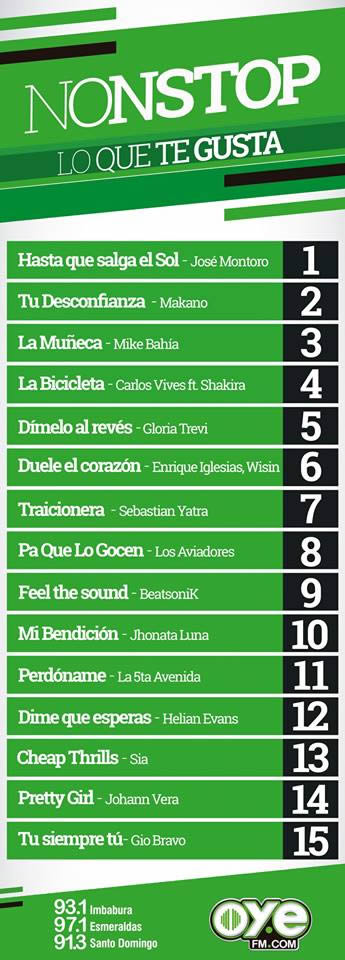 NONSTOP
LO QUE TE GUSTA
Hasta que salga el Sol - José Montoro 1
Tu Desconfianza - Makano 2
La Muñeca - Mike Bahía 3
La Bicicleta - Carlos Vives ft. Shakira 4
Dímelo al revés - Gloria Trevi 5
Duele el corazón - Enrique Iglesias, Wisin 6
Traicionera - Sebastian Yatra 7
Pa Que Lo Gocen - Los Aviadores 8
Feel the sound - BeatsoniK 9
Mi Bendición - Jhonata Luna 10
Perdóname - La 5ta Avenida 11
Dime que esperas - Helian Evans 12
Cheap Thrills - Sia 13
Pretty Girl - Johann Vera 14
Tu siempre tú - Gio Bravo 15
93.1 Imbabura
97.1 Esmeraldas
91.3 Santo Domingo
oye
FM.COM